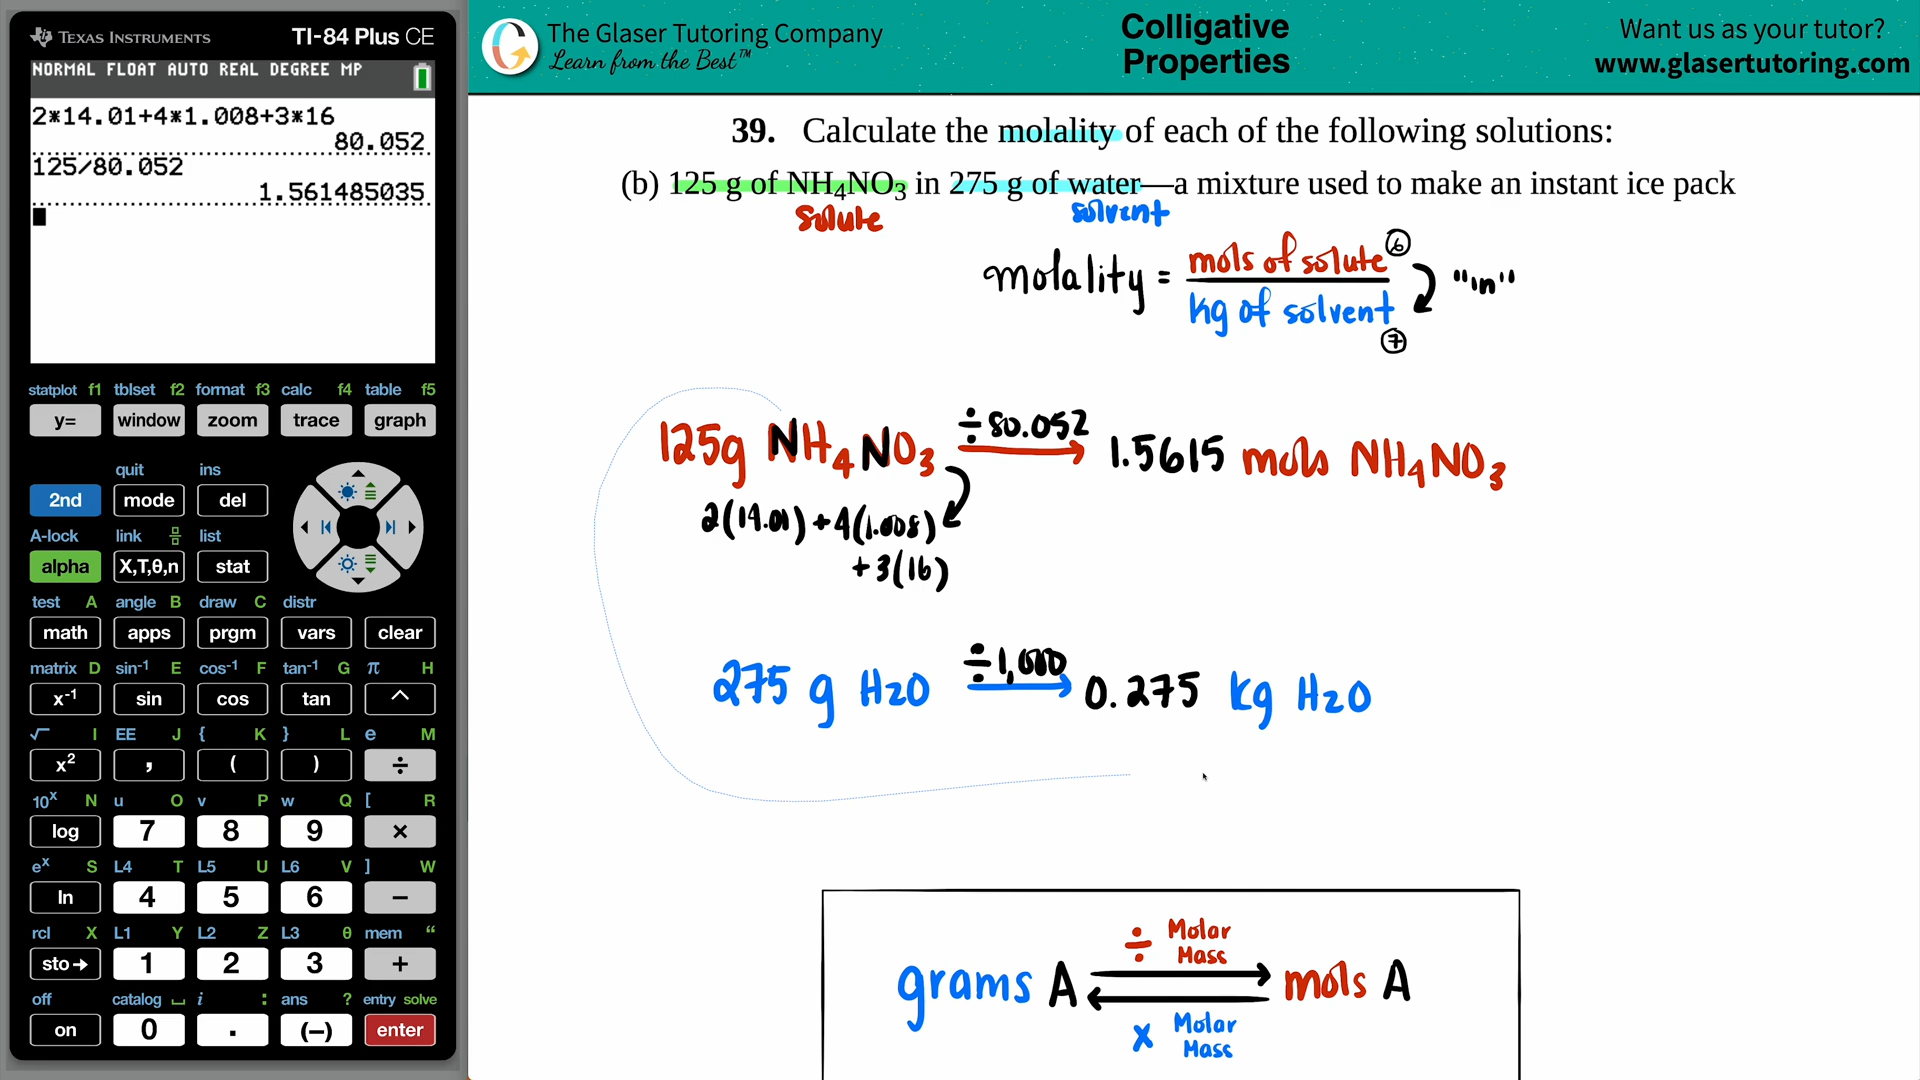 TEXAS INSTRUMENTS TI-84 Plus CE
NORMAL FLOAT AUTO REAL DEGREE MP
2*14.01+4*1.008+3*16
80.052
125/80.052
1.561485035
statplot f1 tblset f2 format f3 calc f4 table f5
y= window zoom trace graph
quit ins
2nd mode del
A-lock link list
alpha X,T,θ,n stat
test A angle B draw C distr
math apps prgm vars clear
matrix D sin⁻¹ E cos⁻¹ F tan⁻¹ G π H
x⁻¹ sin cos tan ^
√ I EE J { K } L e M
x² , ( ) ÷
10ˣ N u O v P w Q [ R
log 7 8 9 ×
eˣ S L4 T L5 U L6 V ] W
ln 4 5 6 −
rcl X L1 Y L2 Z L3 θ mem “
sto→ 1 2 3 +
off catalog ⎵ i : ans ? entry solve
on 0 . (−) enter
The Glaser Tutoring Company
Learn from the Best™
Colligative
Properties
Want us as your tutor?
www.glasertutoring.com
39. Calculate the molality of each of the following solutions:
(b) 125 g of NH₄NO₃ in 275 g of water—a mixture used to make an instant ice pack
solute solvent
molality = mols of solute ⑥
kg of solvent "in"
⑦
125g NH₄NO₃ ÷80.052 1.5615 mols NH₄NO₃
2(14.01) + 4(1.008)
+ 3(16)
275 g H₂O ÷1,000 0.275 kg H₂O
÷ Molar
Mass
grams A mols A
x Molar
Mass